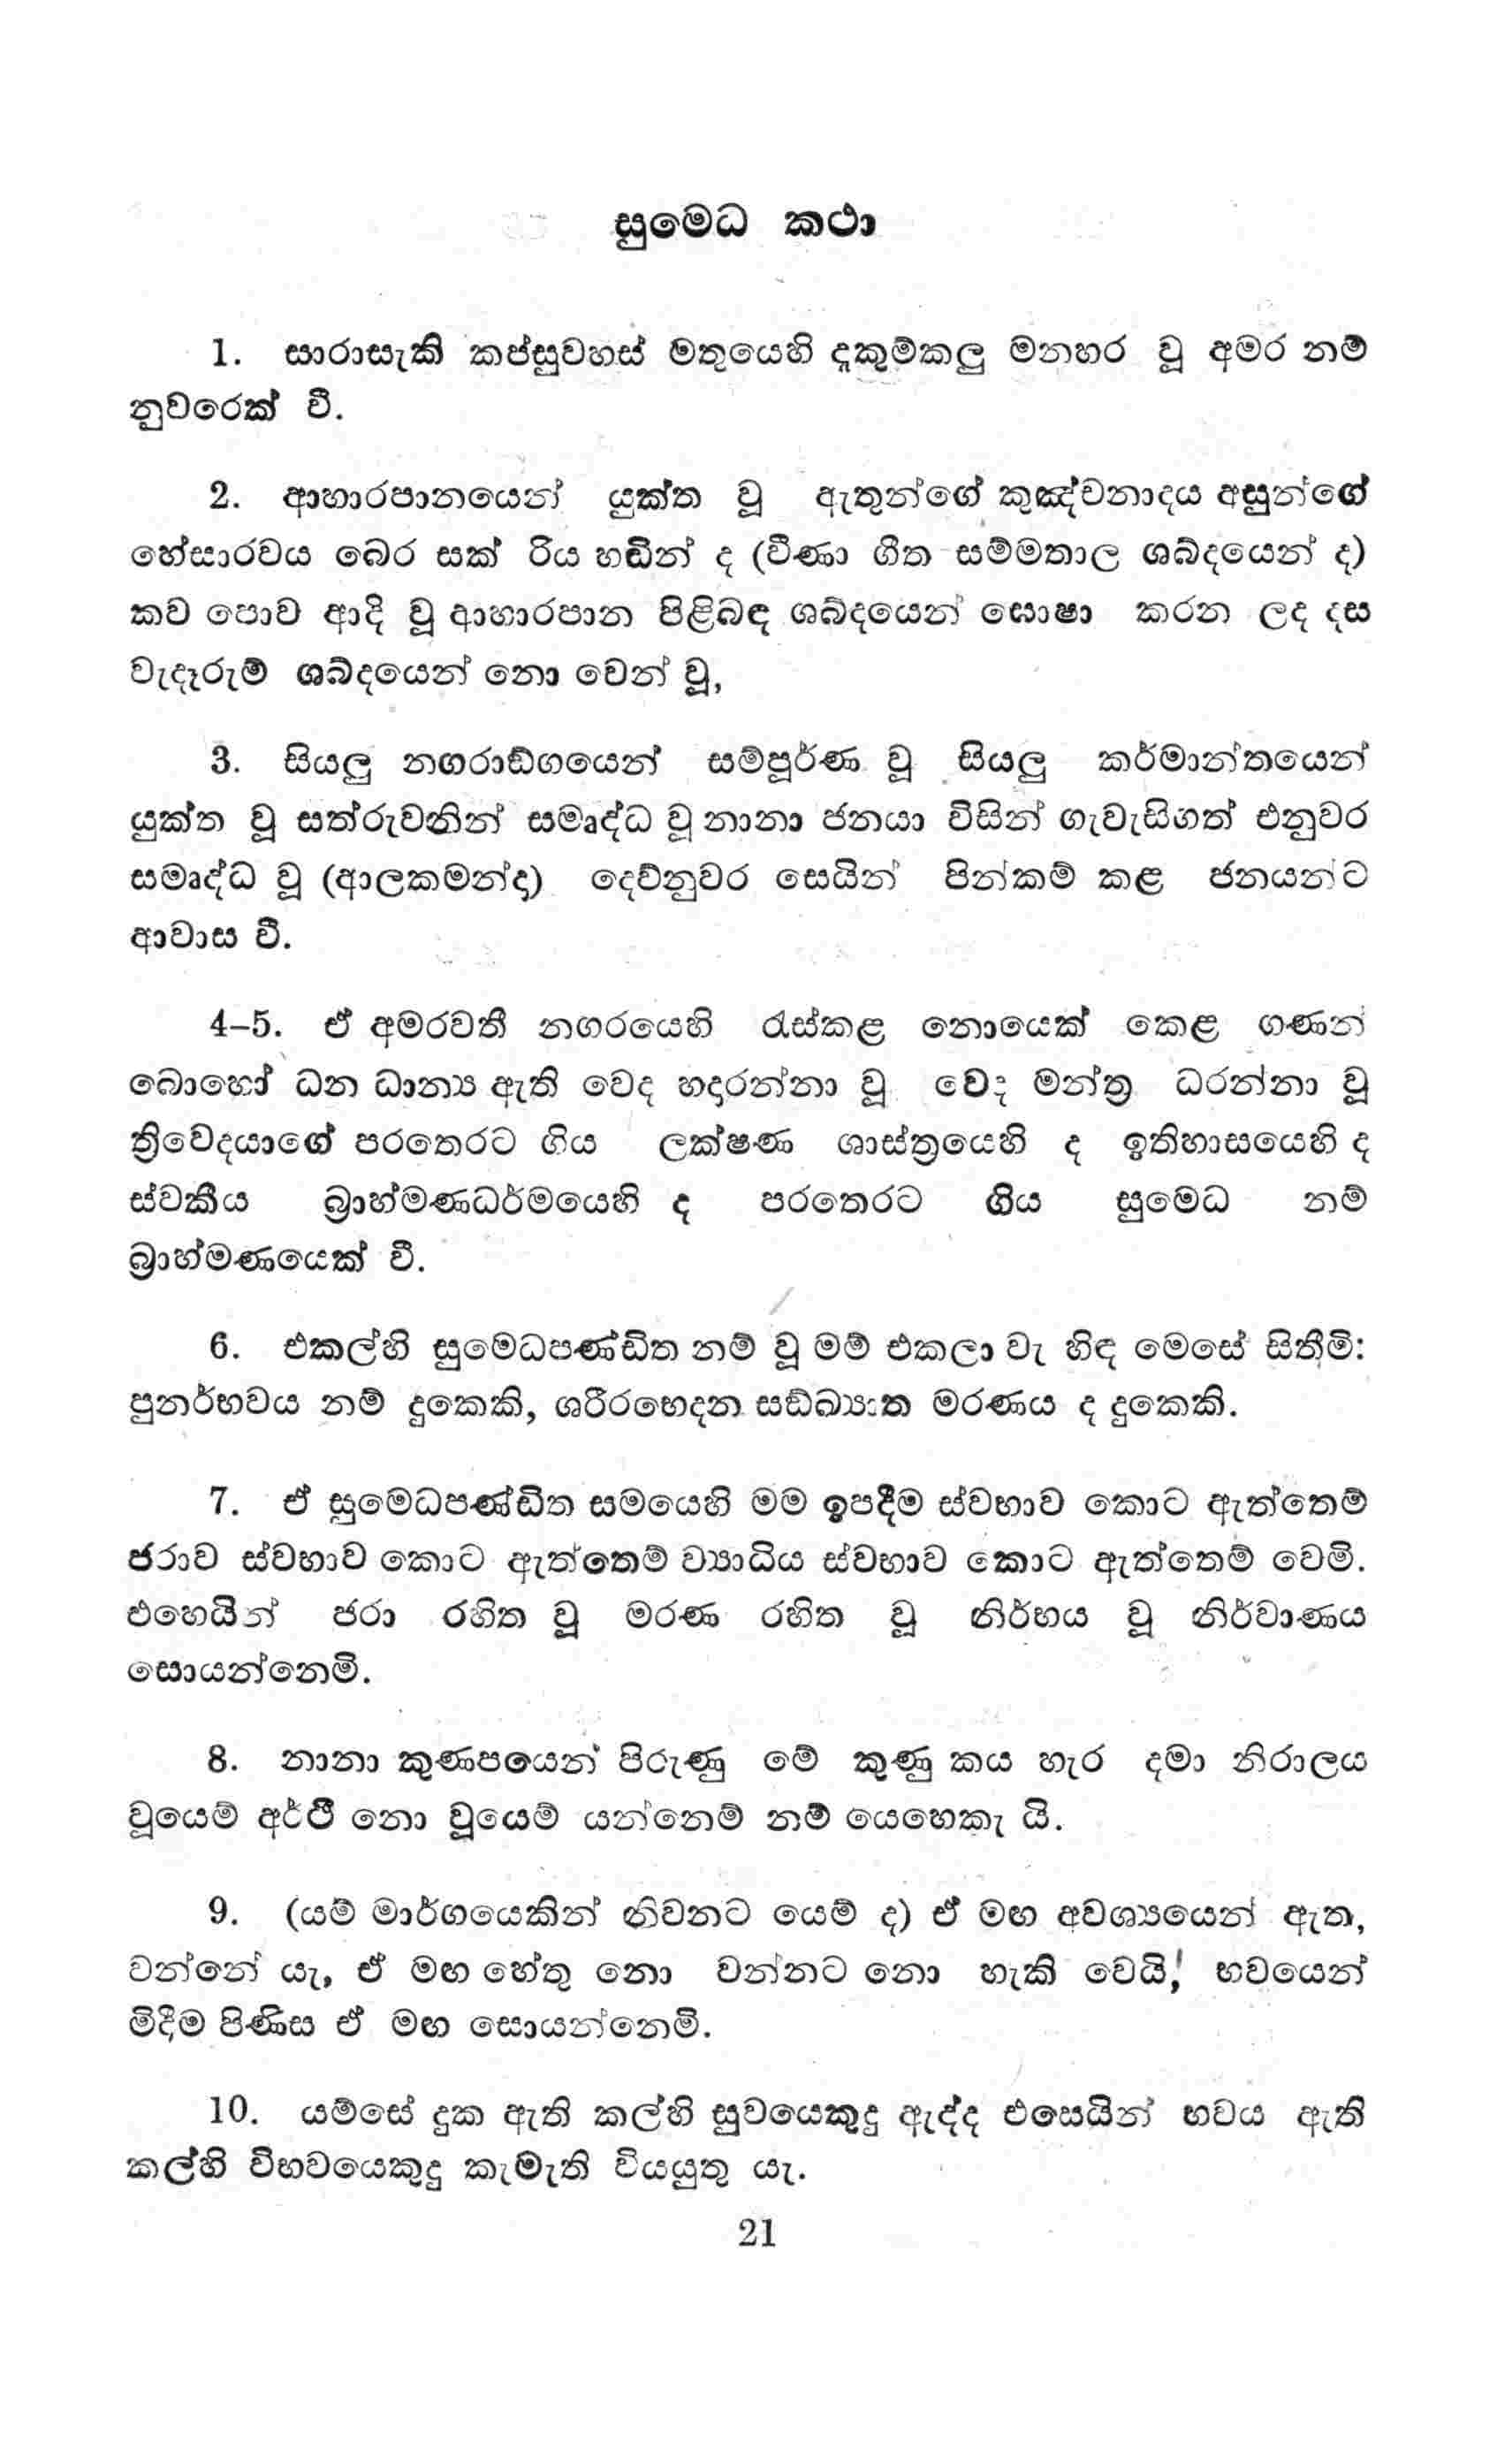 සුමෙධ කථා
1. සාරාසැකි කප්සුවහස් මතුයෙහි දැකුම්කලු මනහර වූ අමර නම්
නුවරෙක් වී.
2. ආහාරපානයෙන් යුක්ත වූ ඇතුන්ගේ කුඤ්චනාදය අසුන්ගේ
හේසාරවය බෙර සක් රිය හඬින් ද (වීණා ගීත සම්මතාල ශබ්දයෙන් ද)
කව පොව ආදි වූ ආහාරපාන පිළිබඳ ශබ්දයෙන් ඝොෂා කරන ලද දස
වැදෑරුම් ශබ්දයෙන් නො වෙන් වූ,
3. සියලු නගරාඞ්ගයෙන් සම්පූර්ණ වූ සියලු කර්මාන්තයෙන්
යුක්ත වූ සත්රුවනින් සමෘද්ධ වූ නානා ජනයා විසින් ගැවැසිගත් එනුවර
සමෘද්ධ වූ (ආලකමන්දා) දෙව්නුවර සෙයින් පින්කම් කළ ජනයන්ට
ආවාස වී.
4–5. ඒ අමරවතී නගරයෙහි රැස්කළ නොයෙක් කෙළ ගණන්
බොහෝ ධන ධාන්‍ය ඇති වෙද හදාරන්නා වූ වෙද මන්ත්‍ර ධරන්නා වූ
ත්‍රිවෙදයාගේ පරතෙරට ගිය ලක්ෂණ ශාස්ත්‍රයෙහි ද ඉතිහාසයෙහි ද
ස්වකීය බ්‍රාහ්මණධර්මයෙහි ද පරතෙරට ගිය සුමෙධ නම්
බ්‍රාහ්මණයෙක් වී.
6. එකල්හි සුමෙධපණ්ඩිත නම් වූ මම් එකලා වැ හිඳ මෙසේ සිතීමි:
පුනර්භවය නම් දුකෙකි, ශරීරභෙදන සඞ්ඛ්‍යාත මරණය ද දුකෙකි.
7. ඒ සුමෙධපණ්ඩිත සමයෙහි මම ඉපදීම ස්වභාව කොට ඇත්තෙම්
ජරාව ස්වභාව කොට ඇත්තෙම් ව්‍යාධිය ස්වභාව කොට ඇත්තෙම් වෙමි.
එහෙයින් ජරා රහිත වූ මරණ රහිත වූ නිර්භය වූ නිර්වාණය
සොයන්නෙමි.
8. නානා කුණපයෙන් පිරුණු මේ කුණු කය හැර දමා නිරාලය
වූයෙම් අර්ථී නො වූයෙම් යන්නෙම් නම් යෙහෙකැ යි.
9. (යම් මාර්ගයෙකින් නිවනට යෙම් ද) ඒ මඟ අවශ්‍යයෙන් ඇත,
වන්නේ යැ, ඒ මඟ හේතු නො වන්නට නො හැකි වෙයි, භවයෙන්
මිදීම පිණිස ඒ මඟ සොයන්නෙමි.
10. යම්සේ දුක ඇති කල්හි සුවයෙකුදු ඇද්ද එසෙයින් භවය ඇති
කල්හි විභවයෙකුදු කැමැති වියයුතු යැ.
21